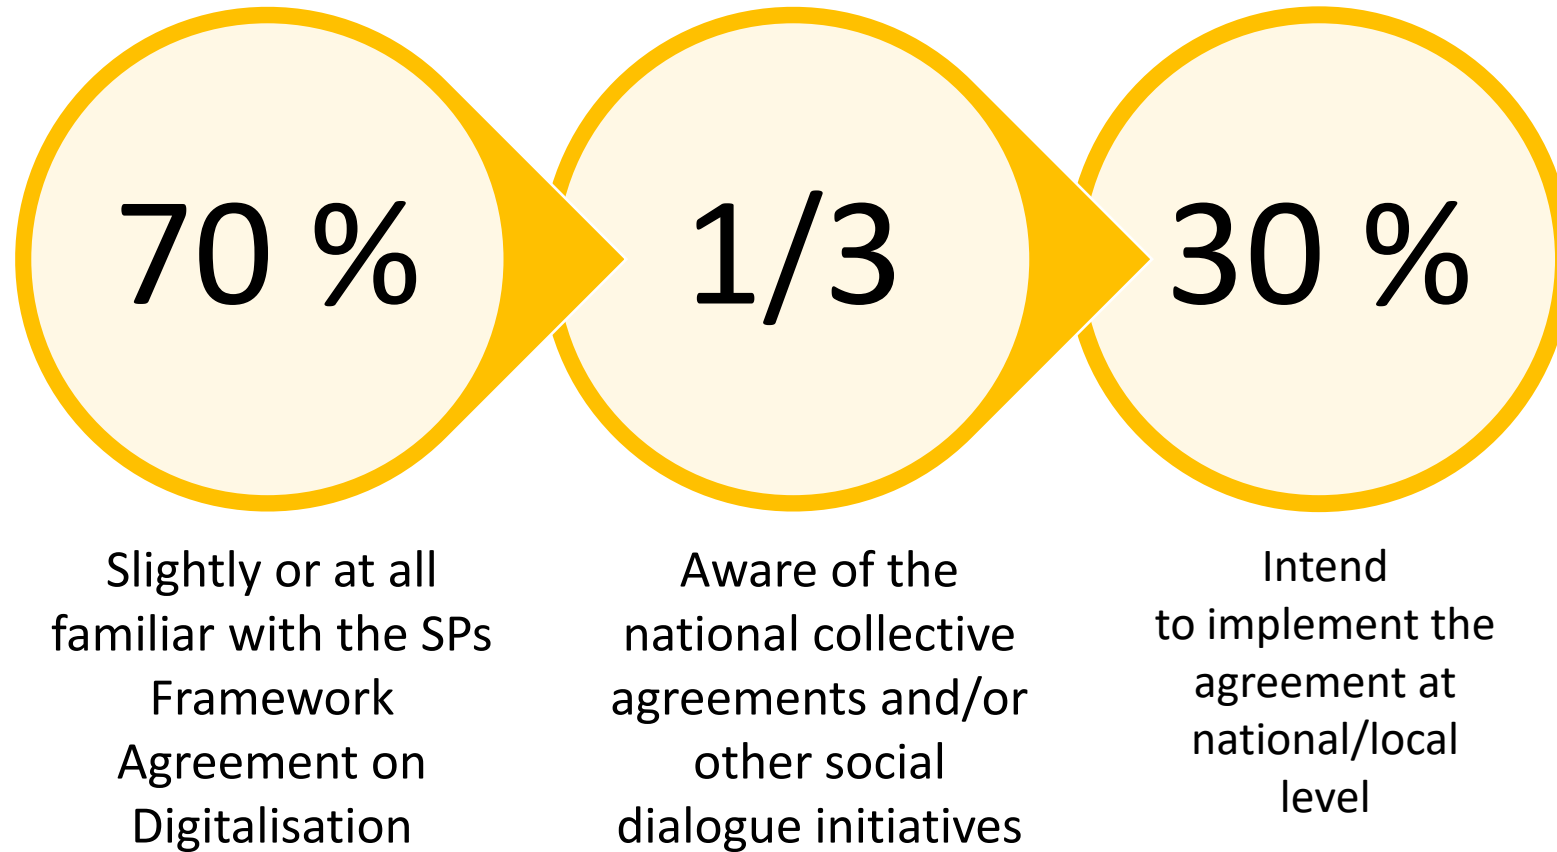 70 %
Slightly or at all
familiar with the SPs
Framework
Agreement on
Digitalisation
1/3
Aware of the
national collective
agreements and/or
other social
dialogue initiatives
30 %
Intend
to implement the
agreement at
national/local
level